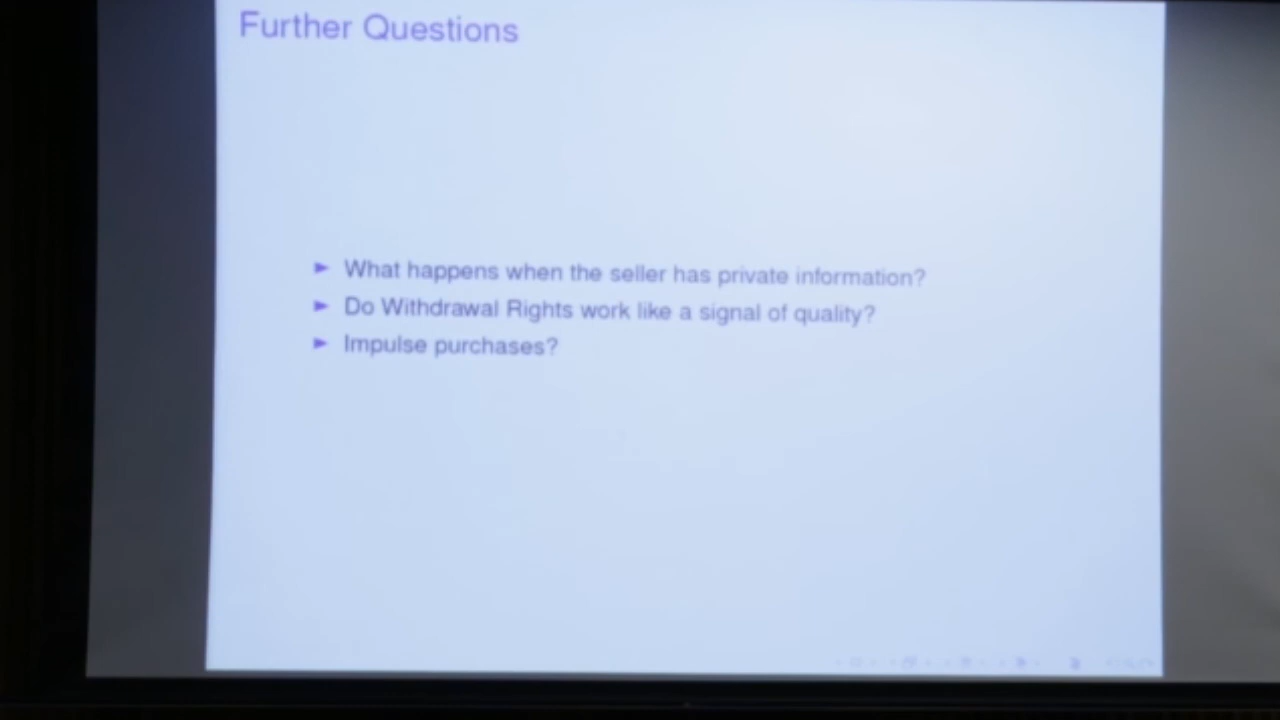 Further Questions
What happens when the seller has private information?
Do Withdrawal Rights work like a signal of quality?
Impulse purchases?